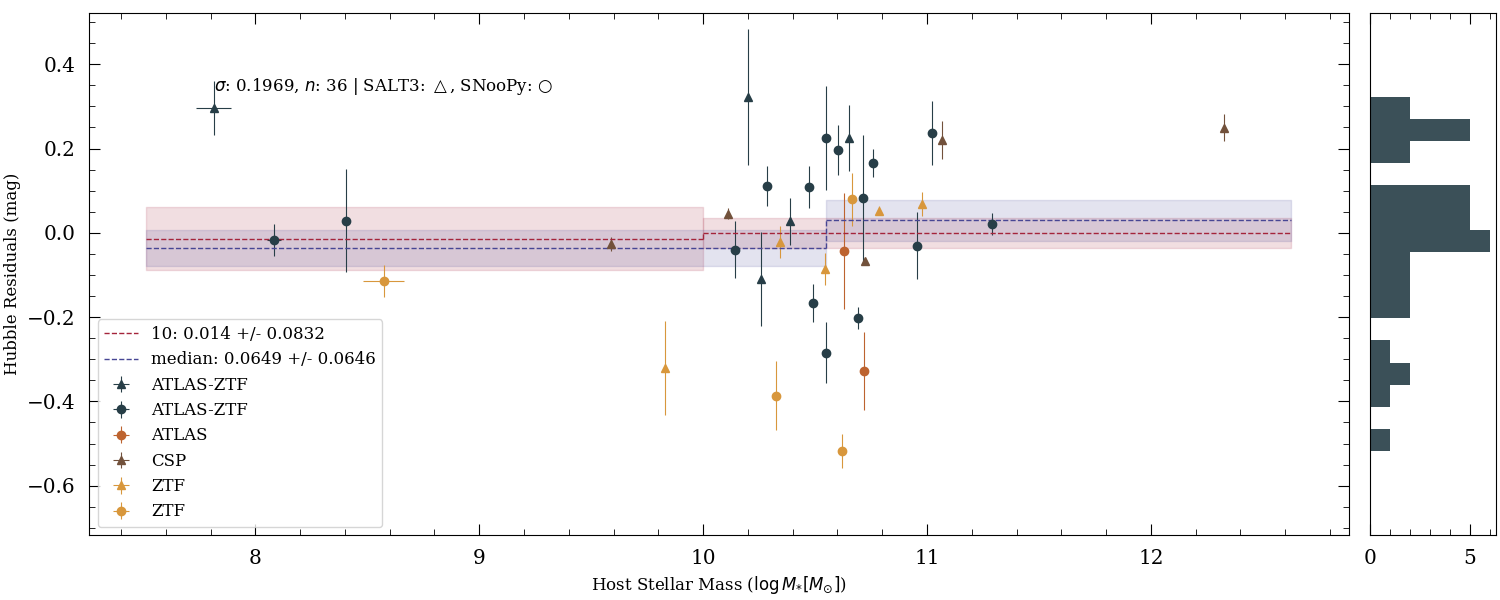 σ: 0.1969, n: 36 | SALT3: △, SNooPy: ○
Hubble Residuals (mag)
0.4
0.2
0.0
−0.2
−0.4
−0.6
10: 0.014 +/- 0.0832
median: 0.0649 +/- 0.0646
ATLAS-ZTF
ATLAS-ZTF
ATLAS
CSP
ZTF
ZTF
8 9 10 11 12
0 5
Host Stellar Mass (log M*[M⊙])